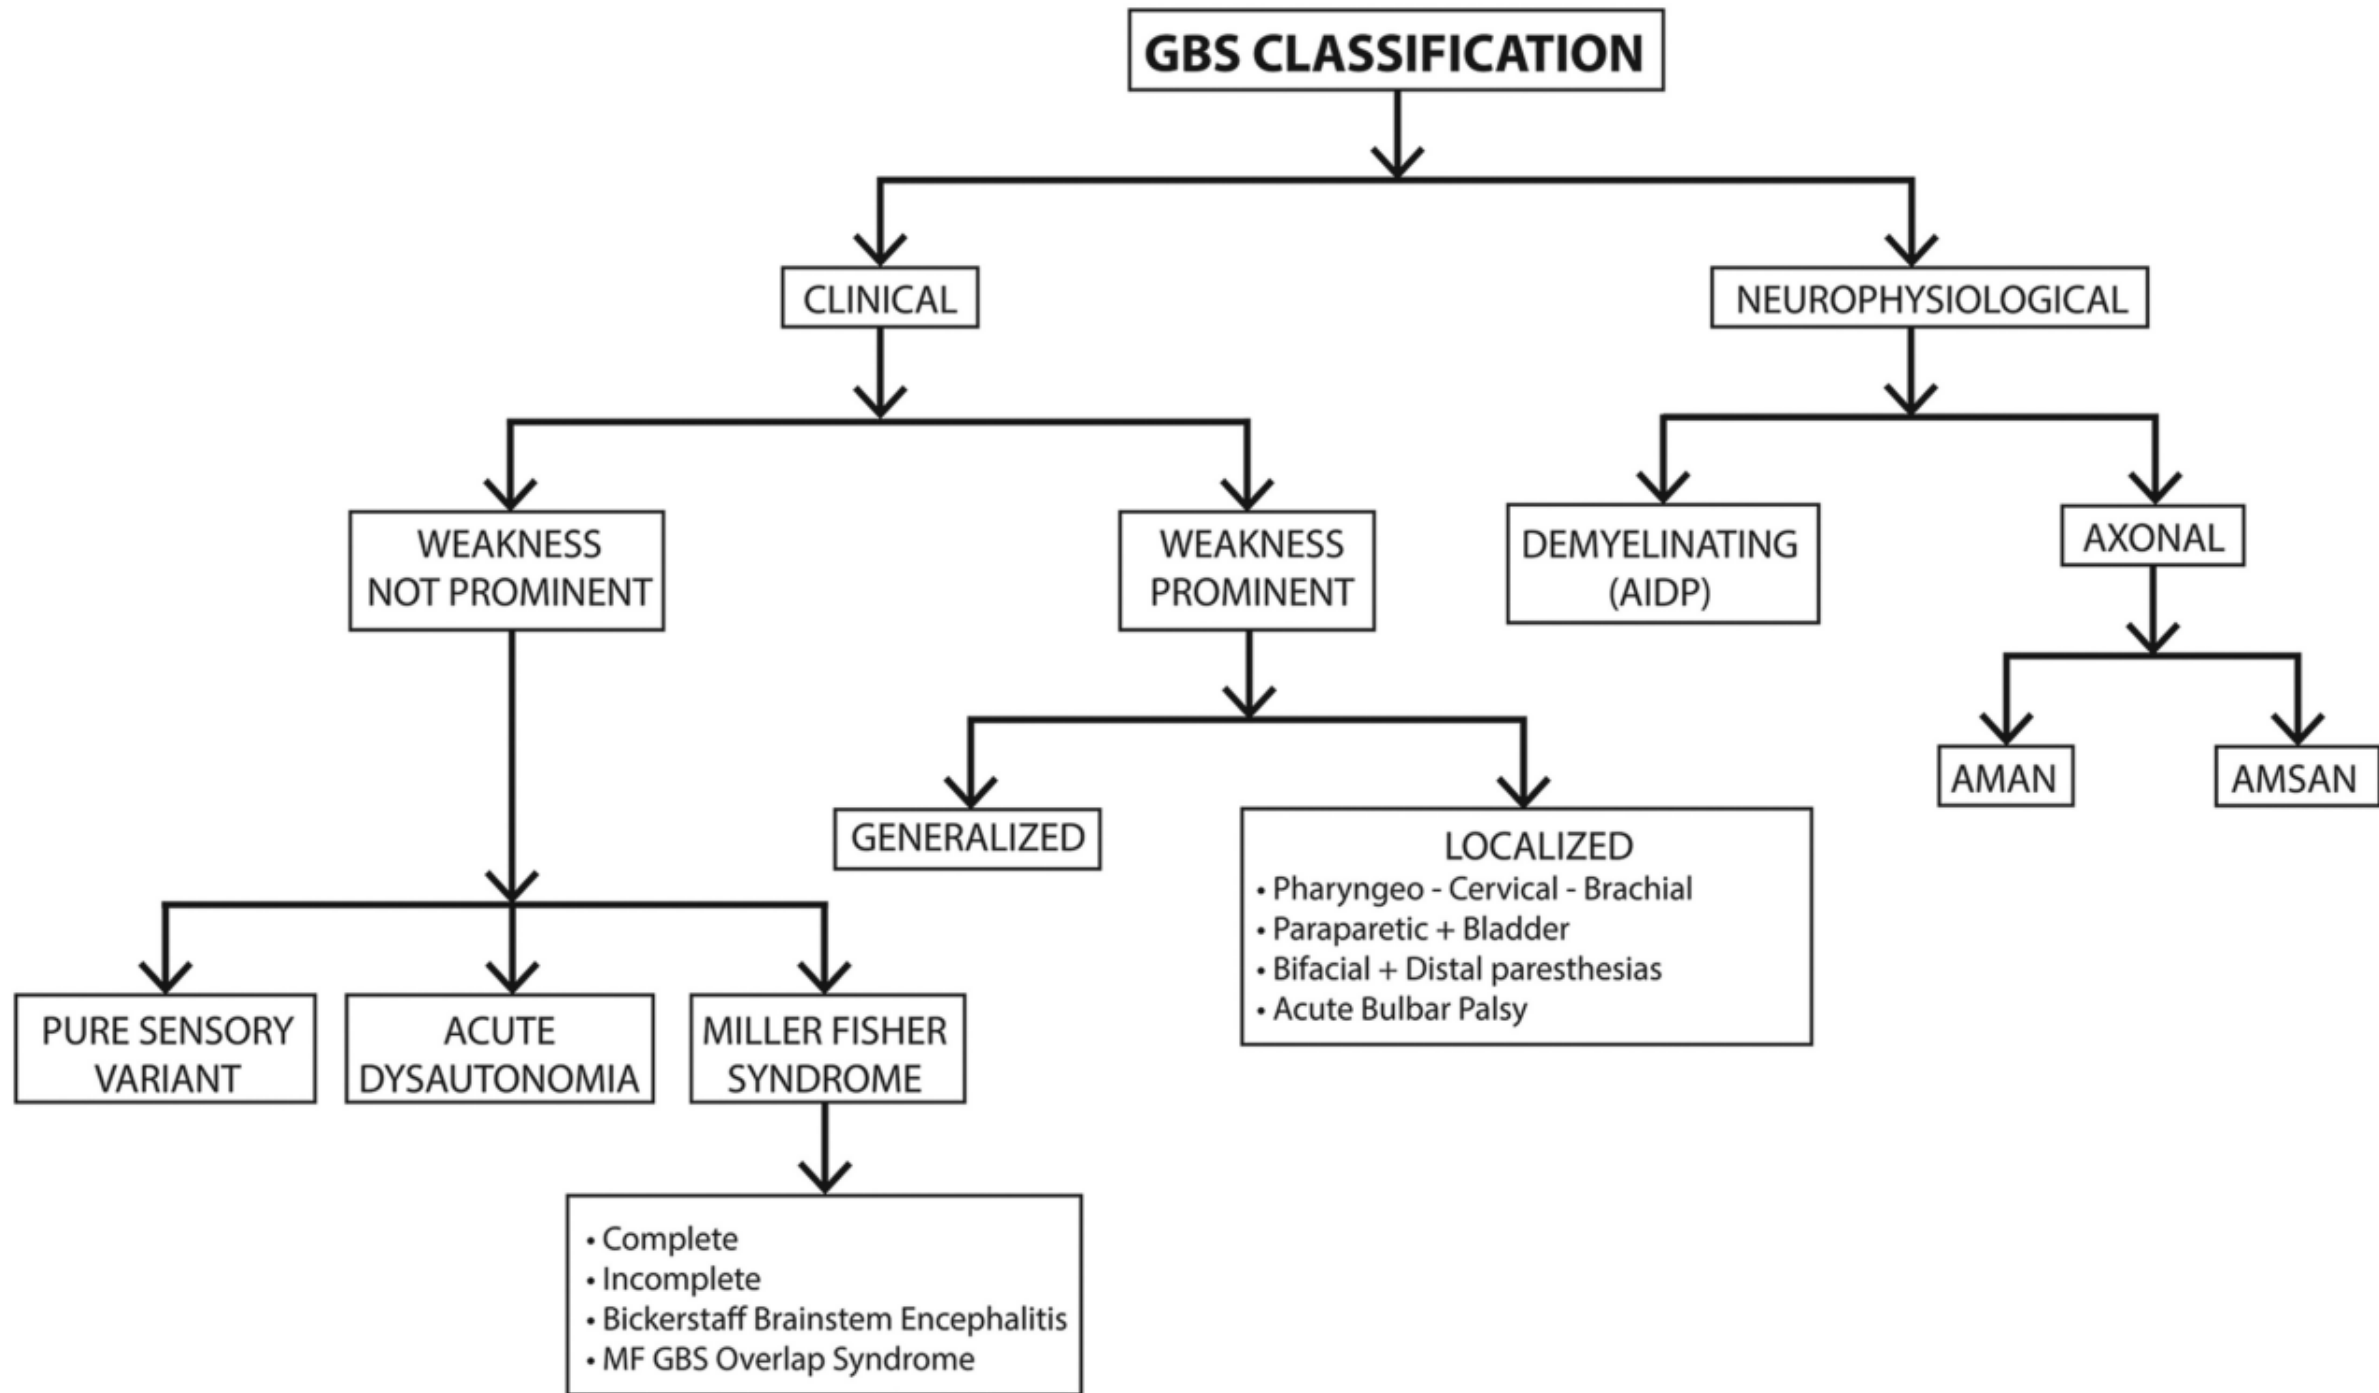 GBS CLASSIFICATION
CLINICAL
NEUROPHYSIOLOGICAL
WEAKNESS
NOT PROMINENT
WEAKNESS
PROMINENT
DEMYELINATING
(AIDP)
AXONAL
AMAN
AMSAN
GENERALIZED
LOCALIZED
• Pharyngeo - Cervical - Brachial
• Paraparetic + Bladder
• Bifacial + Distal paresthesias
• Acute Bulbar Palsy
PURE SENSORY
VARIANT
ACUTE
DYSAUTONOMIA
MILLER FISHER
SYNDROME
• Complete
• Incomplete
• Bickerstaff Brainstem Encephalitis
• MF GBS Overlap Syndrome